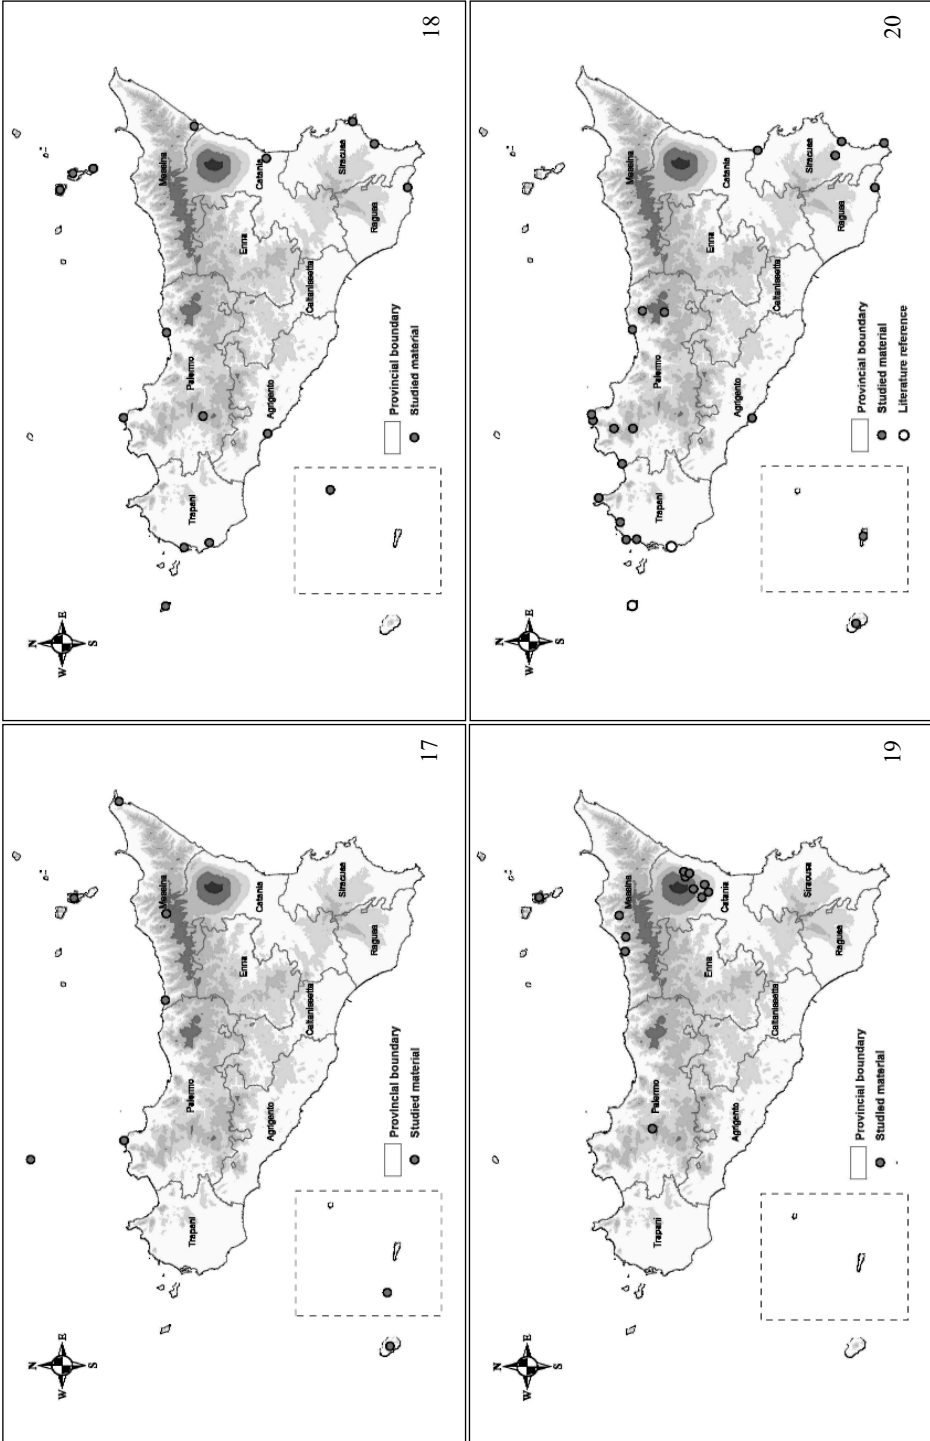 17
N
W E
S
Messina
Palermo
Trapani
Catania
Enna
Agrigento
Caltanissetta
Siracusa
Ragusa
Provincial boundary
Studied material
18
N
W E
S
Messina
Palermo
Trapani
Catania
Enna
Agrigento
Caltanissetta
Siracusa
Ragusa
Provincial boundary
Studied material
19
N
W E
S
Messina
Palermo
Trapani
Catania
Enna
Agrigento
Caltanissetta
Siracusa
Ragusa
Provincial boundary
Studied material
20
N
W E
S
Messina
Palermo
Trapani
Catania
Enna
Agrigento
Caltanissetta
Siracusa
Ragusa
Provincial boundary
Studied material
Literature reference